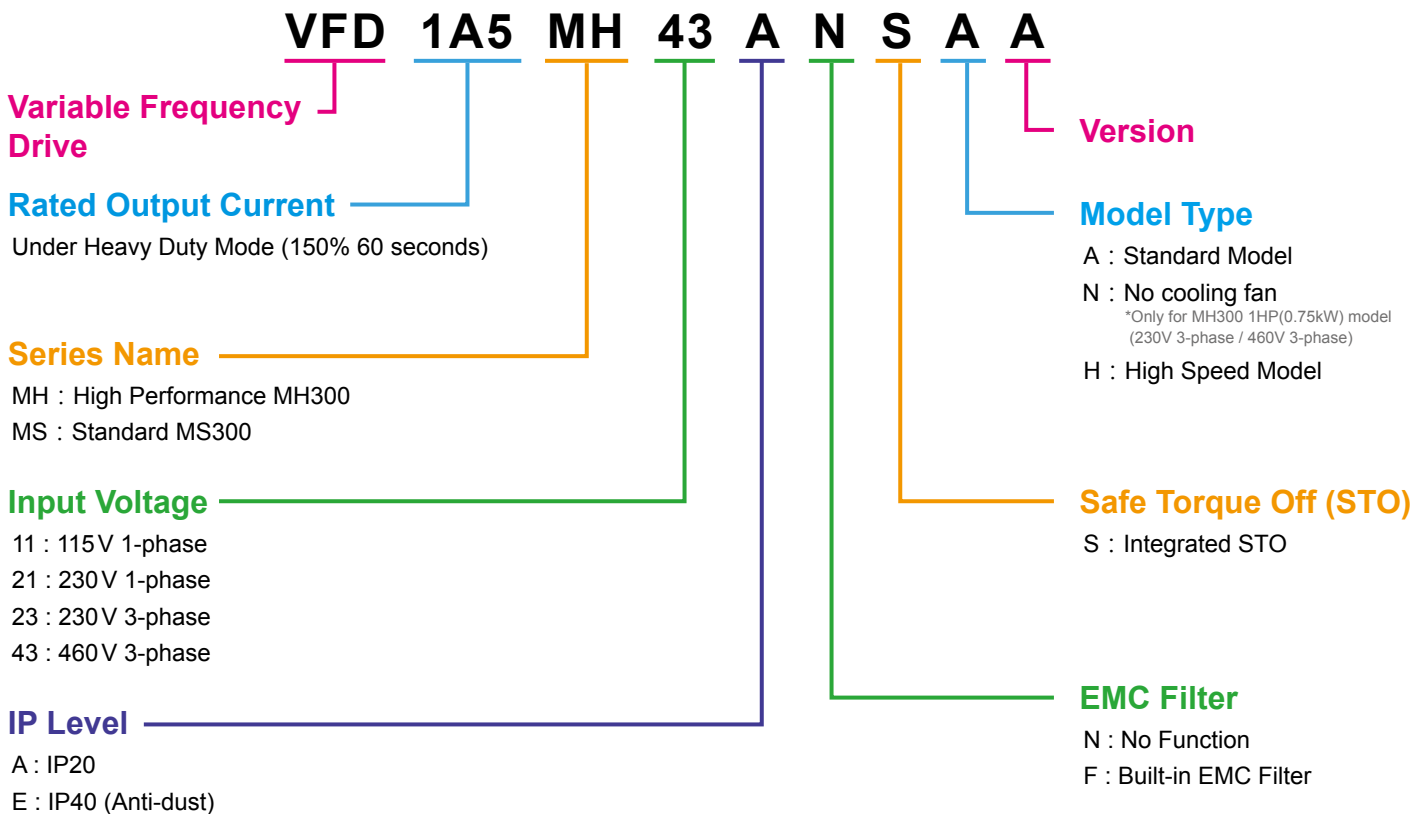 VFD 1A5 MH 43 A N S A A
Variable Frequency
Drive
Rated Output Current
Under Heavy Duty Mode (150% 60 seconds)
Series Name
MH : High Performance MH300
MS : Standard MS300
Input Voltage
11 : 115V 1-phase
21 : 230V 1-phase
23 : 230V 3-phase
43 : 460V 3-phase
IP Level
A : IP20
E : IP40 (Anti-dust)
Version
Model Type
A : Standard Model
N : No cooling fan
*Only for MH300 1HP(0.75kW) model
(230V 3-phase / 460V 3-phase)
H : High Speed Model
Safe Torque Off (STO)
S : Integrated STO
EMC Filter
N : No Function
F : Built-in EMC Filter